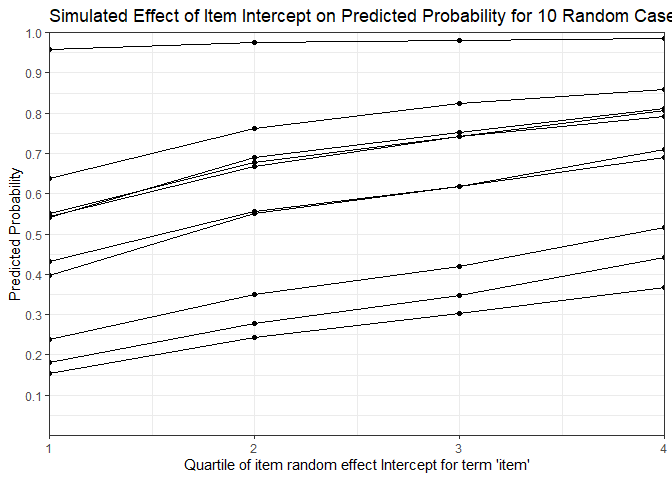 Simulated Effect of Item Intercept on Predicted Probability for 10 Random Case
1.0
0.9
0.8
0.7
0.6
0.5
0.4
0.3
0.2
0.1
Predicted Probability
1 2 3 4
Quartile of item random effect Intercept for term 'item'